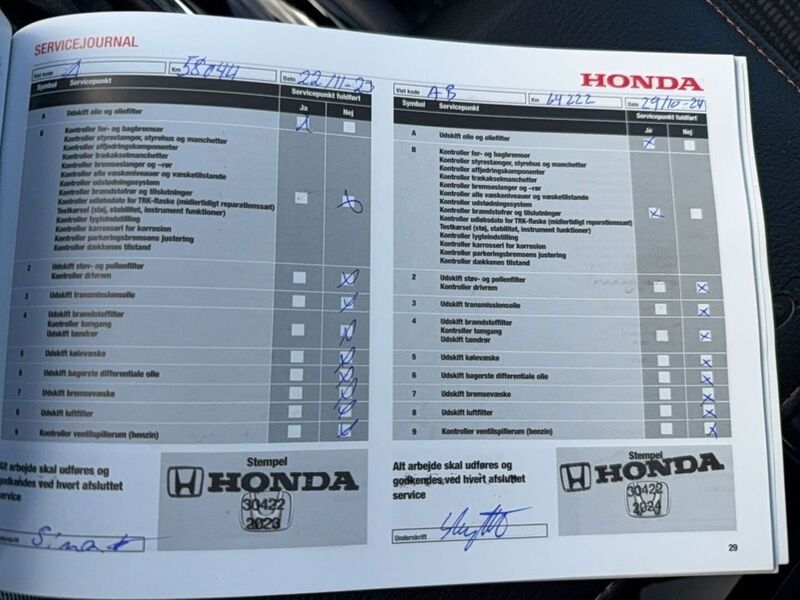 SERVICEJOURNAL
HONDA
Vist kode A Km 58044 Dato 22/11-23
Symbol Servicepunkt Servicepunkt fuldført
Ja Nej
A Udskift olie og oliefilter
B Kontroller for- og bagbremser
Kontroller styrestænger, styrehus og manchetter
Kontroller affjedringskomponenter
Kontroller trækakselmanchetter
Kontroller bremseslanger og –rør
Kontroller alle væskeniveauer og væsketilstande
Kontroller udstødningssystem
Kontroller brændstofrør og tilslutninger
Kontroller udløbsdato for TRK-flaske (midlertidigt reparationssæt)
Testkørsel (støj, stabilitet, instrument funktioner)
Kontroller lygteindstilling
Kontroller karrosseri for korrosion
Kontroller parkeringsbremsens justering
Kontroller dækkenes tilstand
2 Udskift støv- og pollenfilter
Kontroller drivrem
3 Udskift transmissionsolie
4 Udskift brændstoffilter
Kontroller tomgang
Udskift tændrør
5 Udskift kølevæske
6 Udskift bagerste differentiale olie
7 Udskift bremsevæske
8 Udskift luftfilter
9 Kontroller ventilspillerum (benzin)
Alt arbejde skal udføres og
godkendes ved hvert afsluttet
service
Stempel
HONDA
30422
2023
Vist kode AB Km 64222 Dato 29/10-24
Symbol Servicepunkt Servicepunkt fuldført
Ja Nej
A Udskift olie og oliefilter
B Kontroller for- og bagbremser
Kontroller styrestænger, styrehus og manchetter
Kontroller affjedringskomponenter
Kontroller trækakselmanchetter
Kontroller bremseslanger og –rør
Kontroller alle væskeniveauer og væsketilstande
Kontroller udstødningssystem
Kontroller brændstofrør og tilslutninger
Kontroller udløbsdato for TRK-flaske (midlertidigt reparationssæt)
Testkørsel (støj, stabilitet, instrument funktioner)
Kontroller lygteindstilling
Kontroller karrosseri for korrosion
Kontroller parkeringsbremsens justering
Kontroller dækkenes tilstand
2 Udskift støv- og pollenfilter
Kontroller drivrem
3 Udskift transmissionsolie
4 Udskift brændstoffilter
Kontroller tomgang
Udskift tændrør
5 Udskift kølevæske
6 Udskift bagerste differentiale olie
7 Udskift bremsevæske
8 Udskift luftfilter
9 Kontroller ventilspillerum (benzin)
Alt arbejde skal udføres og
godkendes ved hvert afsluttet
service
Underskrift
Stempel
HONDA
30422
2024
29